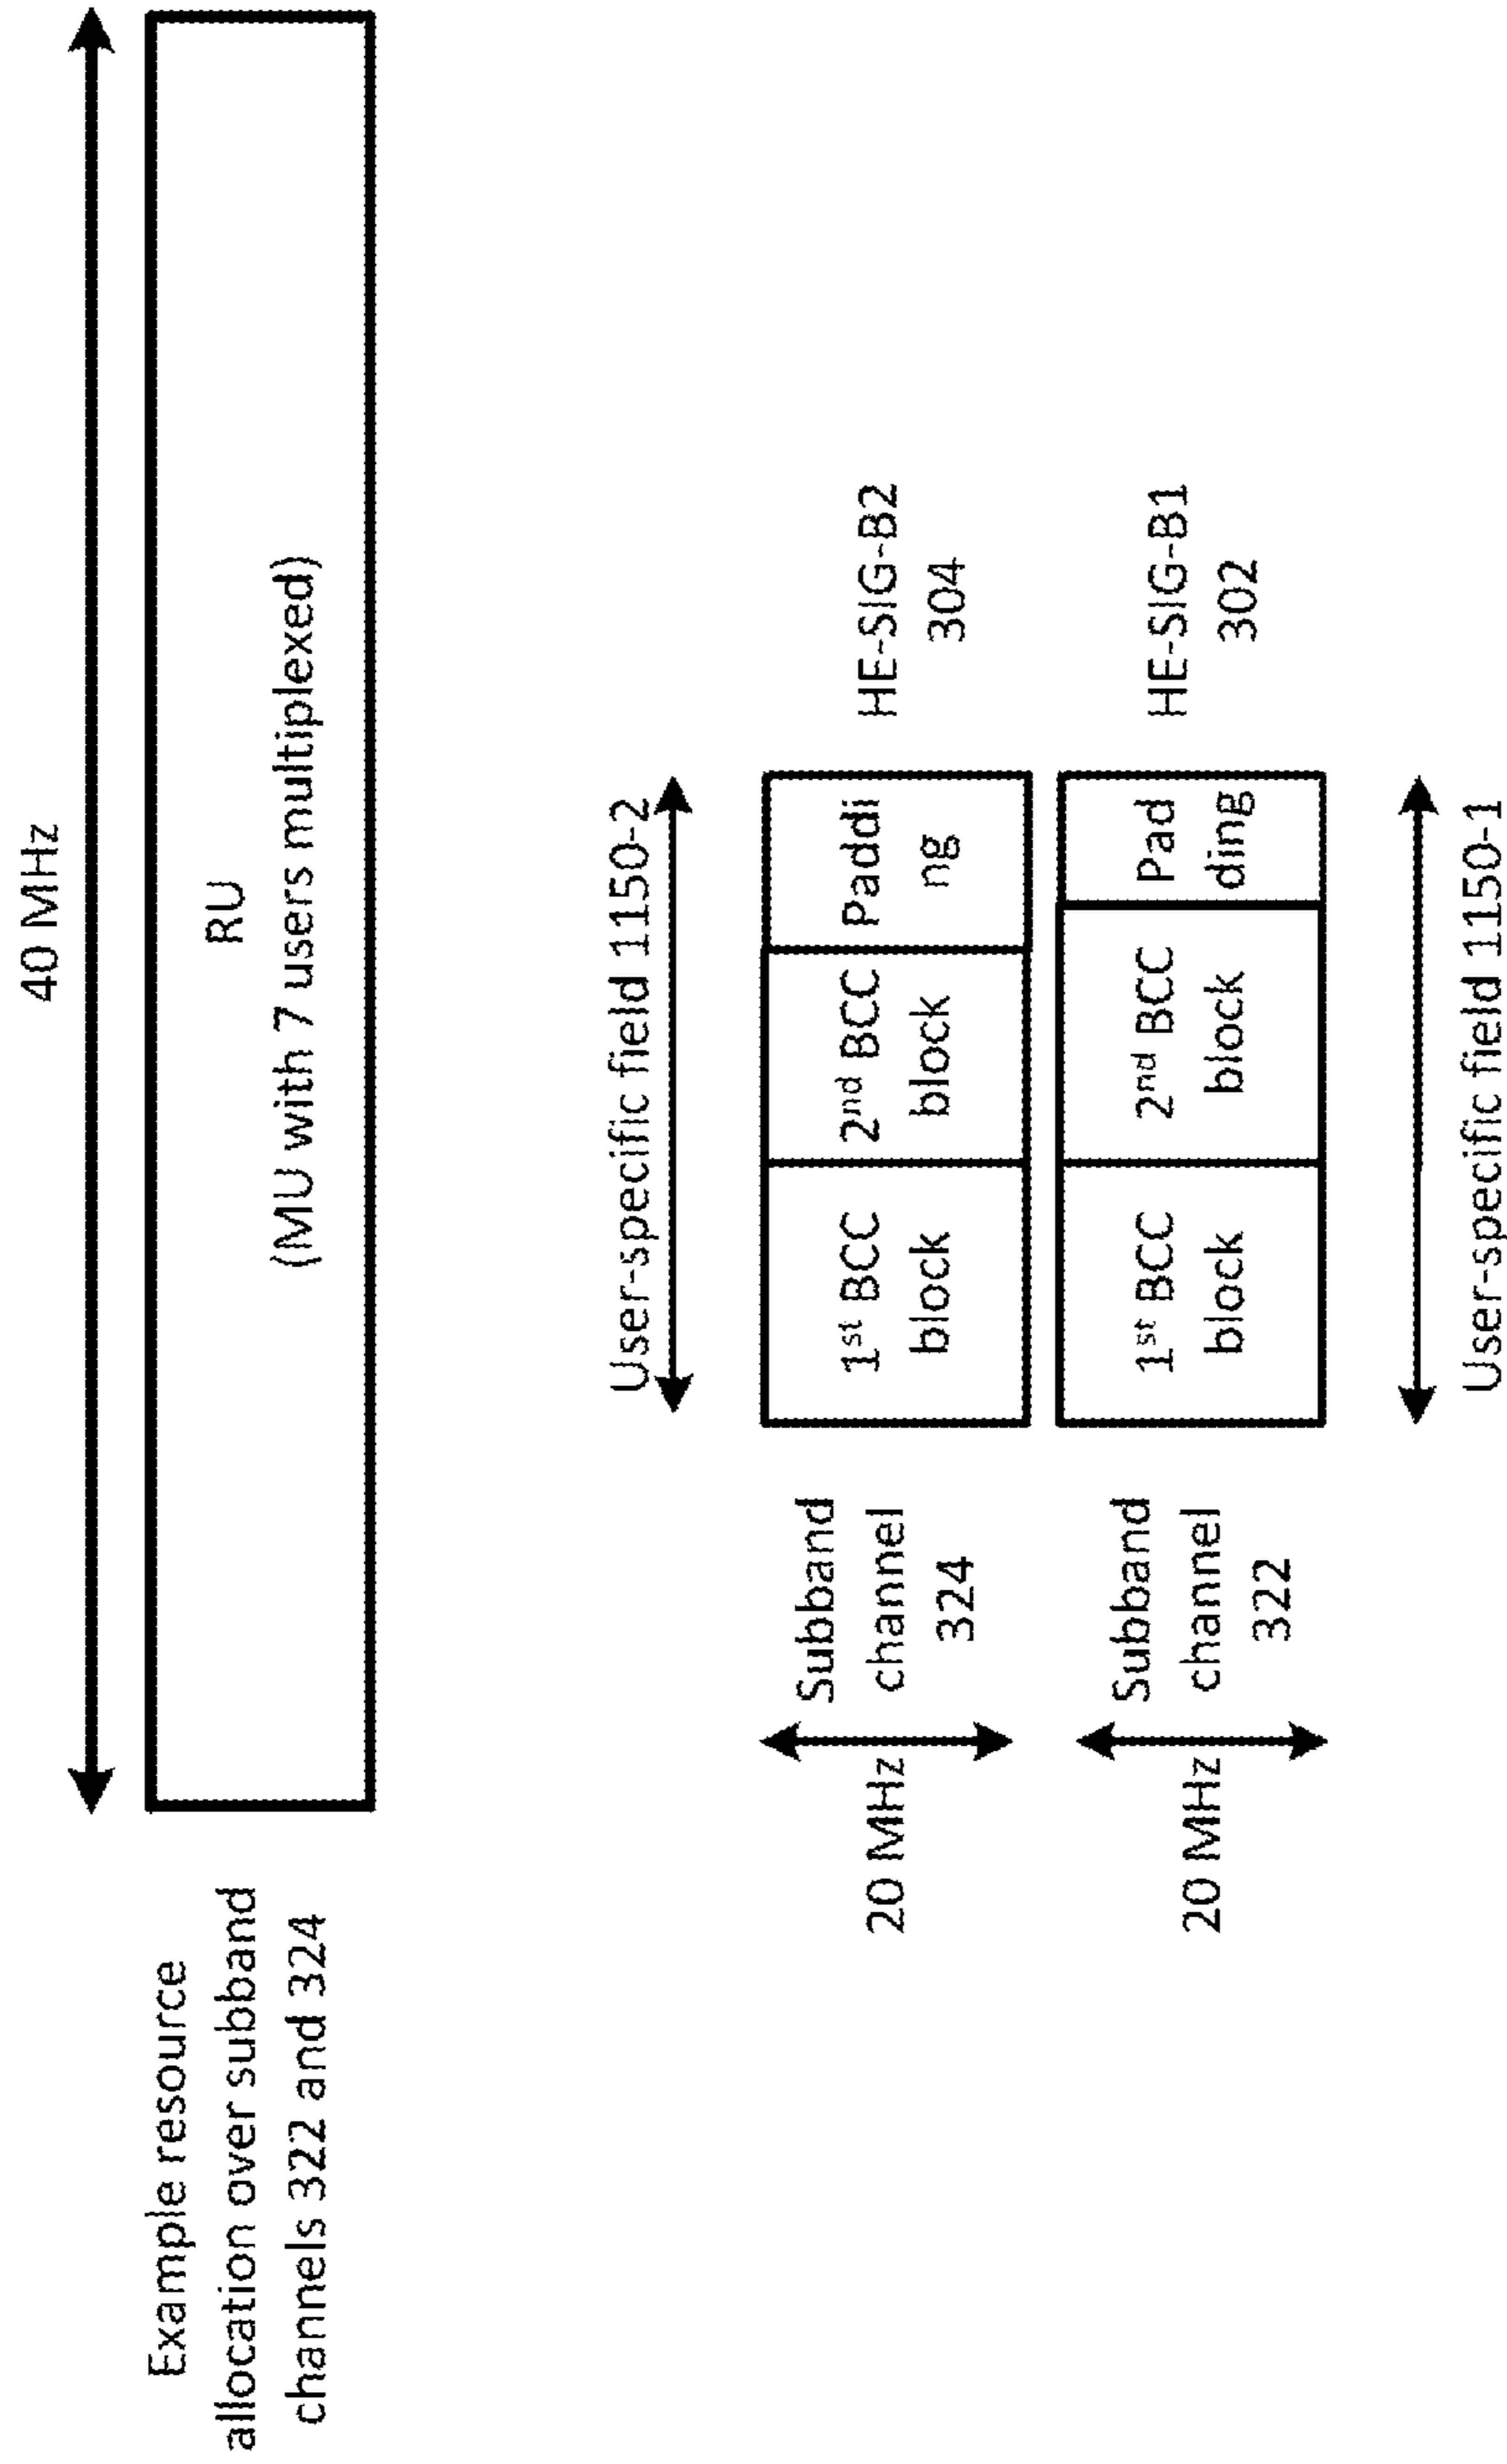 40 MHz
Example resource
allocation over subband
channels 322 and 324
RU
(MU with 7 users multiplexed)
User-specific field 1150-2
20 MHz
Subband
channel
324
1st BCC
block
2nd BCC
block
Paddi
ng
HE-SIG-B2
304
20 MHz
Subband
channel
322
1st BCC
block
2nd BCC
block
Pad
ding
HE-SIG-B1
302
User-specific field 1150-1